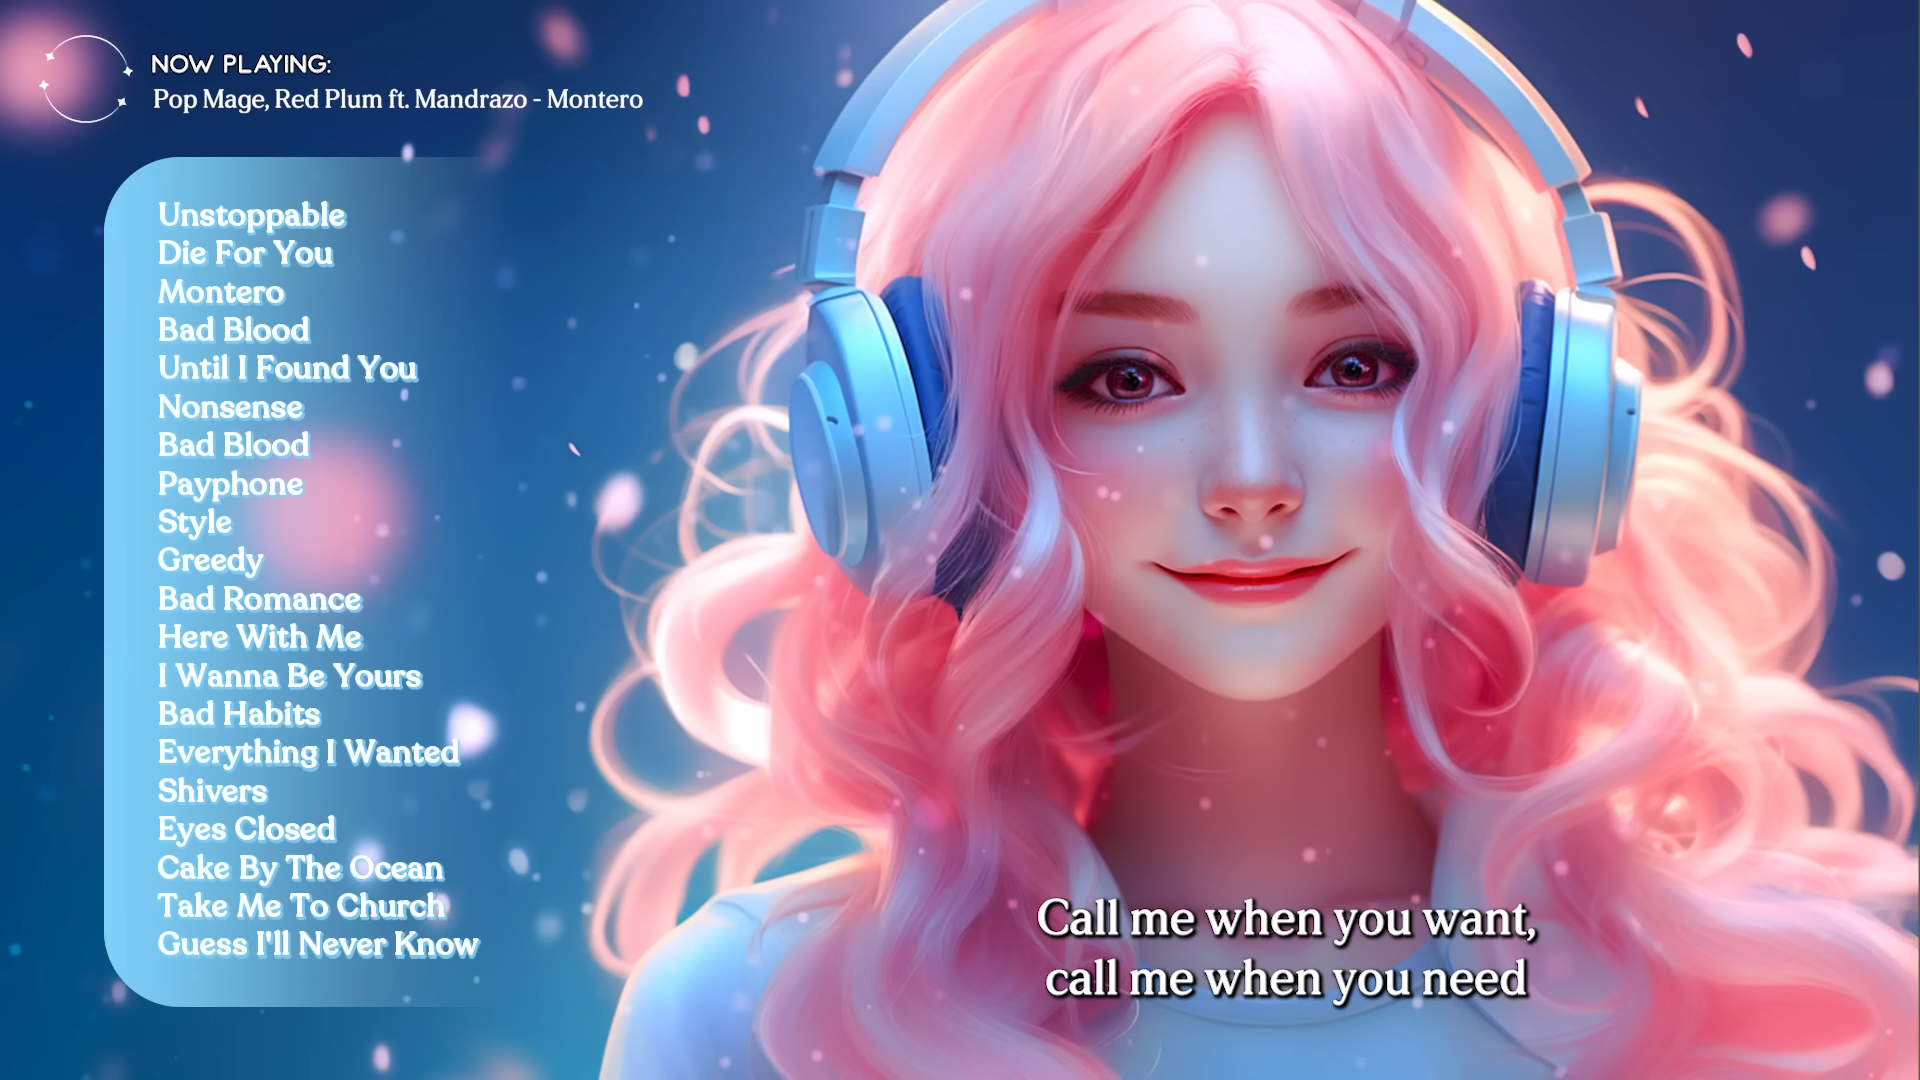 NOW PLAYING:
Pop Mage, Red Plum ft. Mandrazo - Montero
Unstoppable
Die For You
Montero
Bad Blood
Until I Found You
Nonsense
Bad Blood
Payphone
Style
Greedy
Bad Romance
Here With Me
I Wanna Be Yours
Bad Habits
Everything I Wanted
Shivers
Eyes Closed
Cake By The Ocean
Take Me To Church
Guess I'll Never Know
Call me when you want,
call me when you need